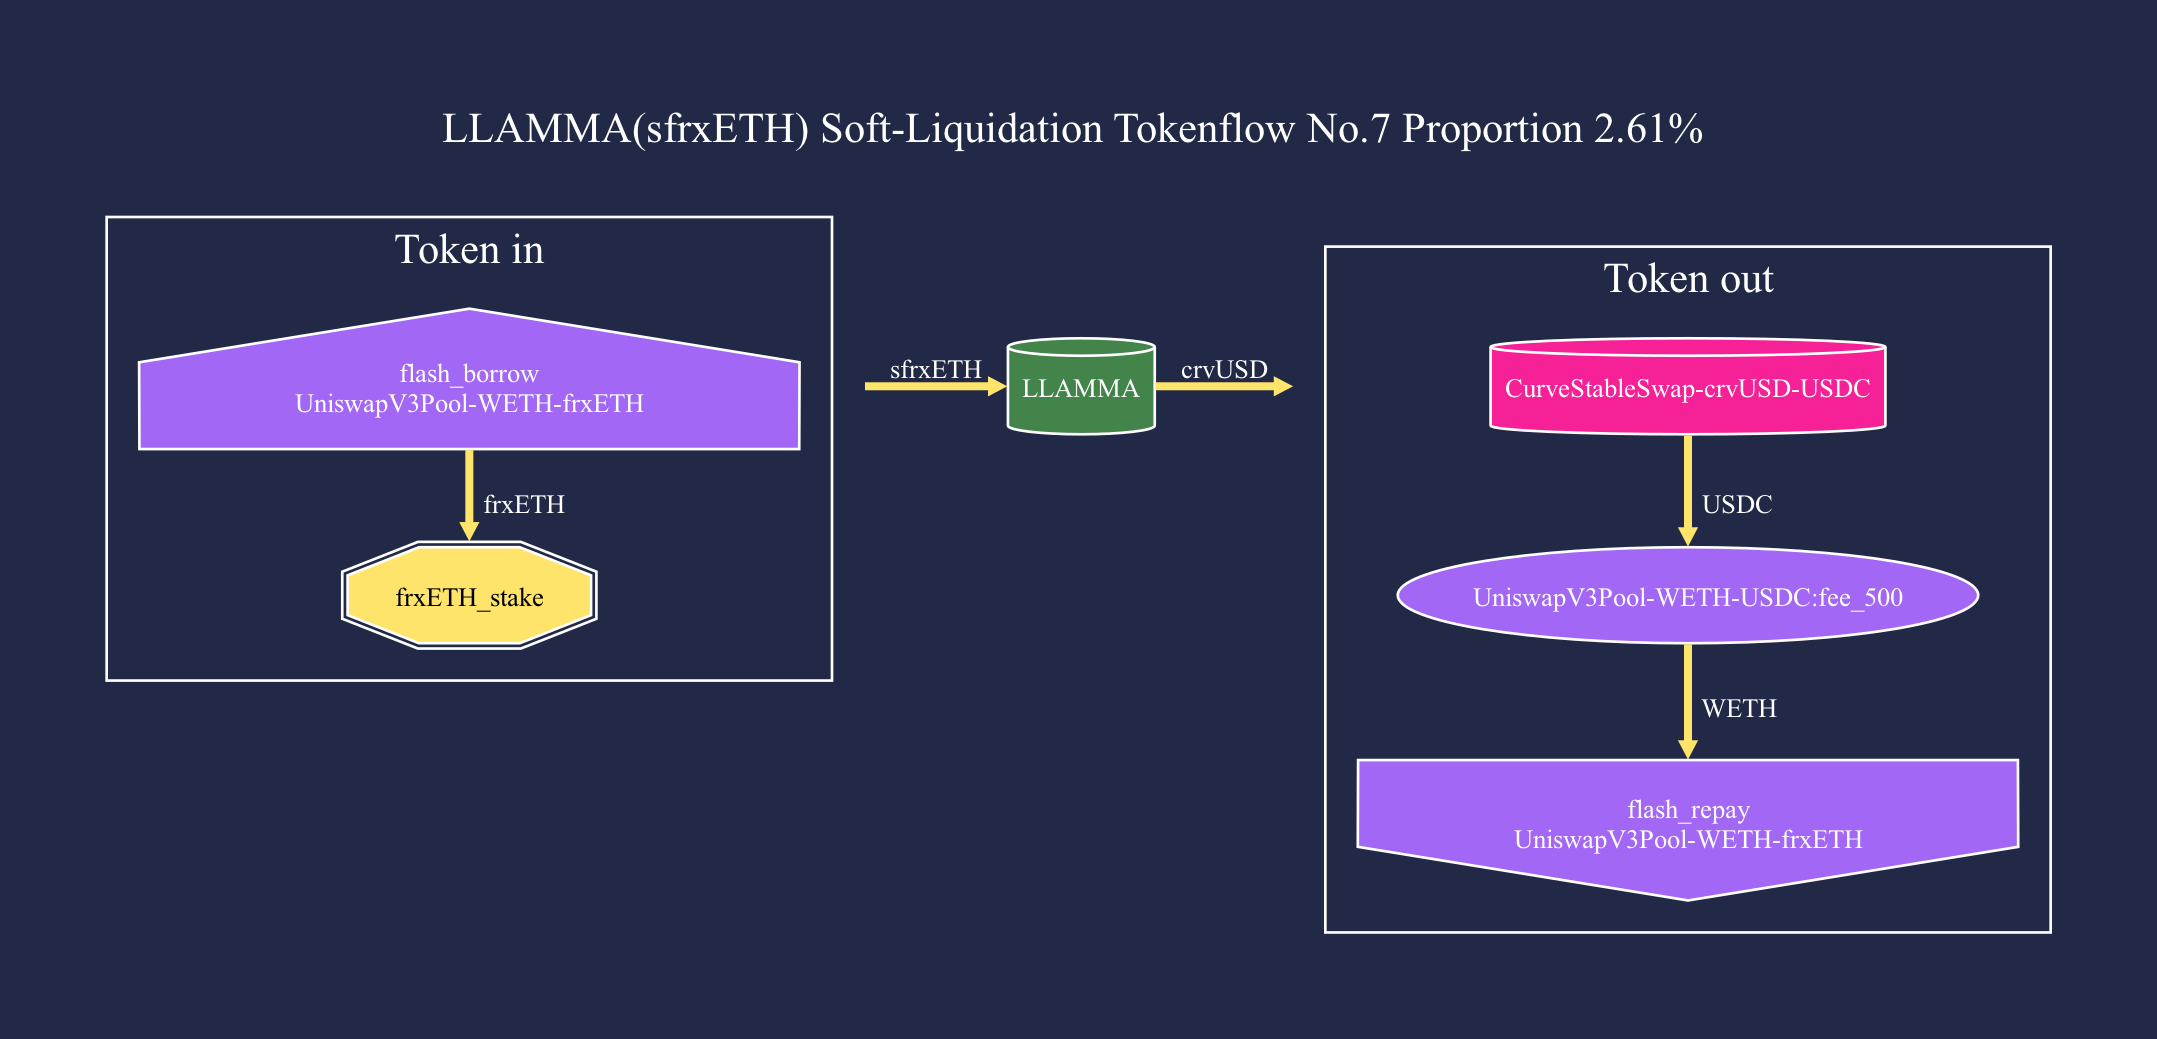 LLAMMA(sfrxETH) Soft-Liquidation Tokenflow No.7 Proportion 2.61%
Token in
flash_borrow
UniswapV3Pool-WETH-frxETH
frxETH
frxETH_stake
sfrxETH
LLAMMA
crvUSD
Token out
CurveStableSwap-crvUSD-USDC
USDC
UniswapV3Pool-WETH-USDC:fee_500
WETH
flash_repay
UniswapV3Pool-WETH-frxETH